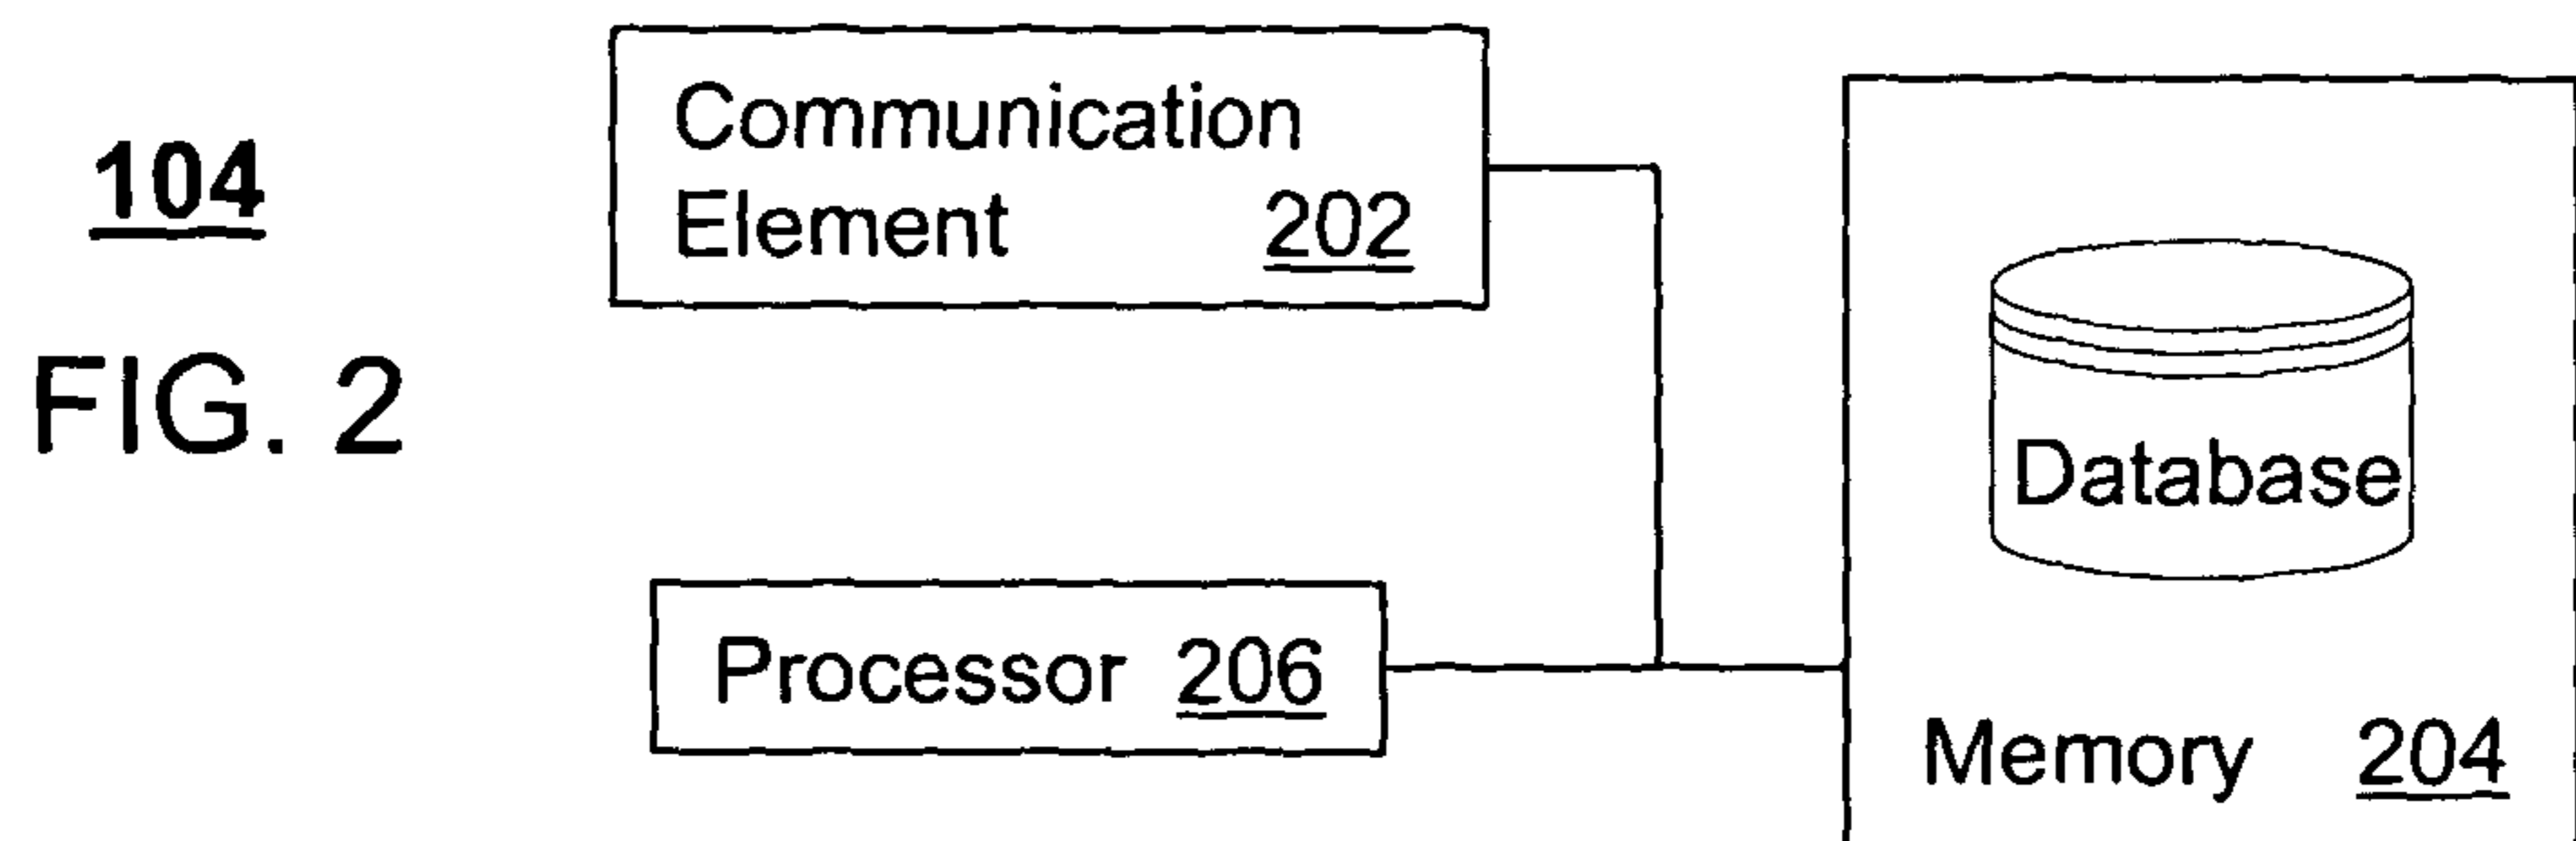 104
FIG. 2
Communication
Element 202
Processor 206
Database
Memory 204